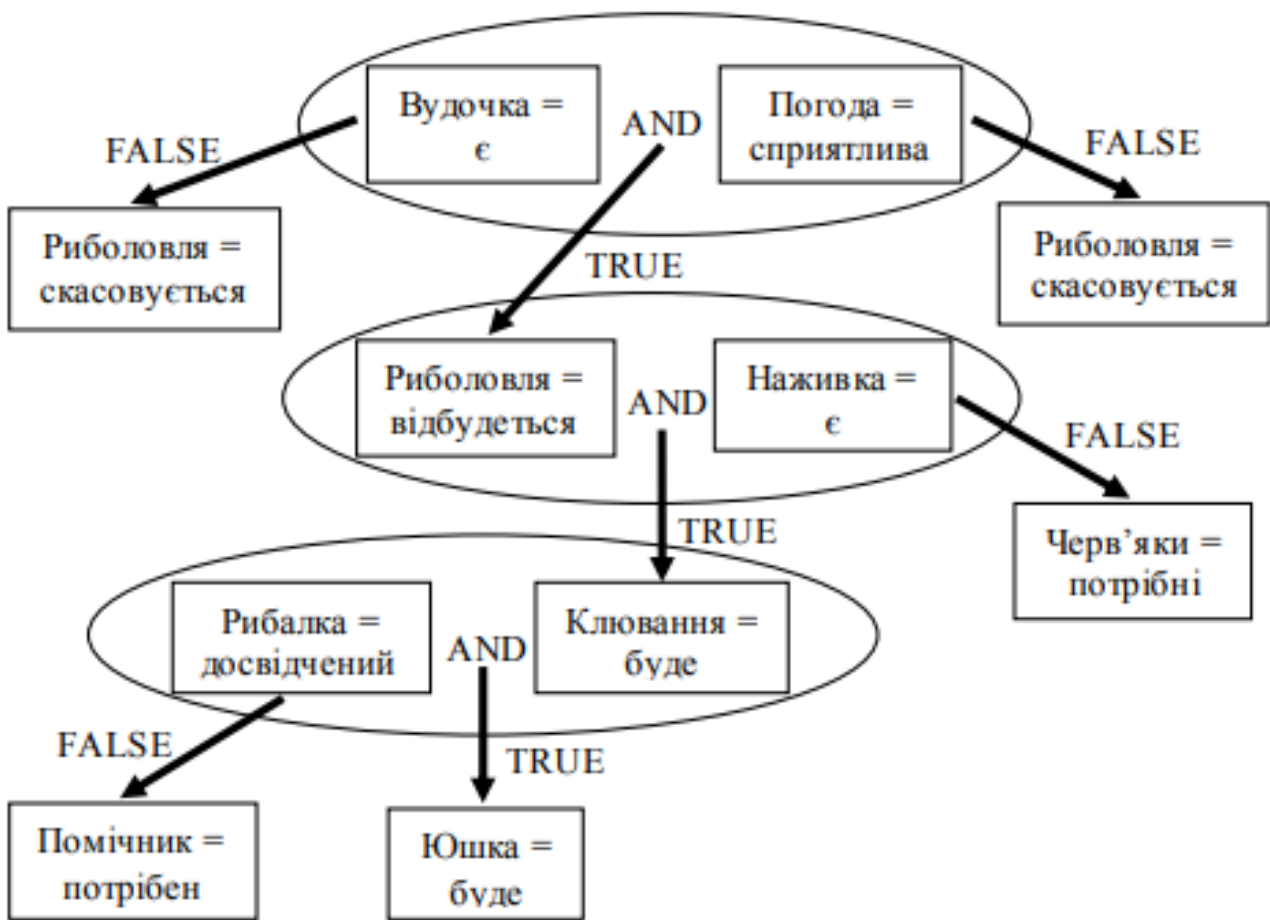 Вудочка =
є
AND
Погода =
сприятлива
FALSE
FALSE
Риболовля =
скасовується
TRUE
Риболовля =
скасовується
Риболовля =
відбудеться
AND
Наживка =
є
FALSE
TRUE
Черв’яки =
потрібні
Рибалка =
досвідчений
AND
Клювання =
буде
FALSE
TRUE
Помічник =
потрібен
Юшка =
буде